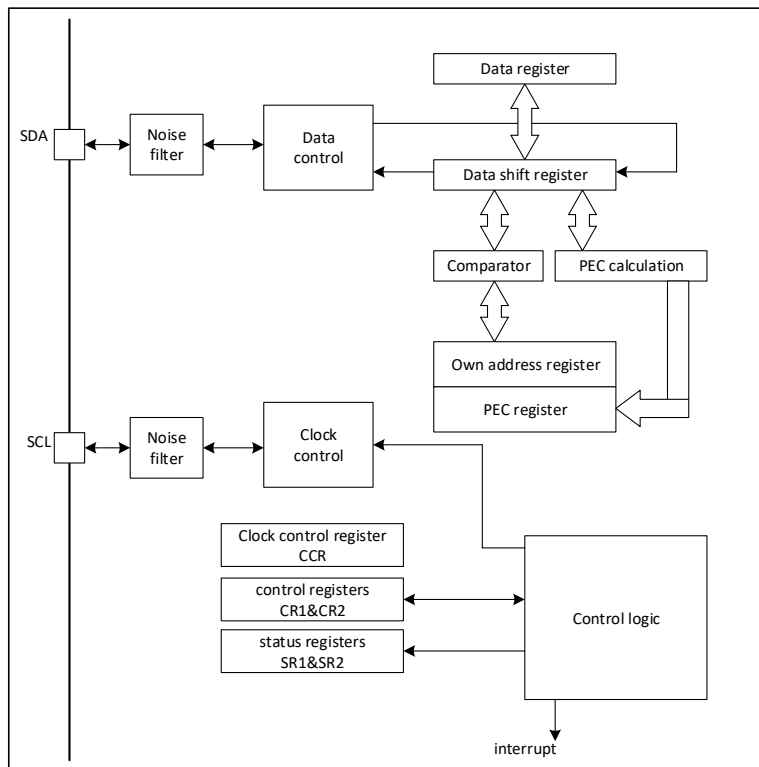 Data register
SDA
Noise
filter
Data
control
Data shift register
Comparator
PEC calculation
Own address register
PEC register
SCL
Noise
filter
Clock
control
Clock control register
CCR
control registers
CR1&CR2
status registers
SR1&SR2
Control logic
interrupt